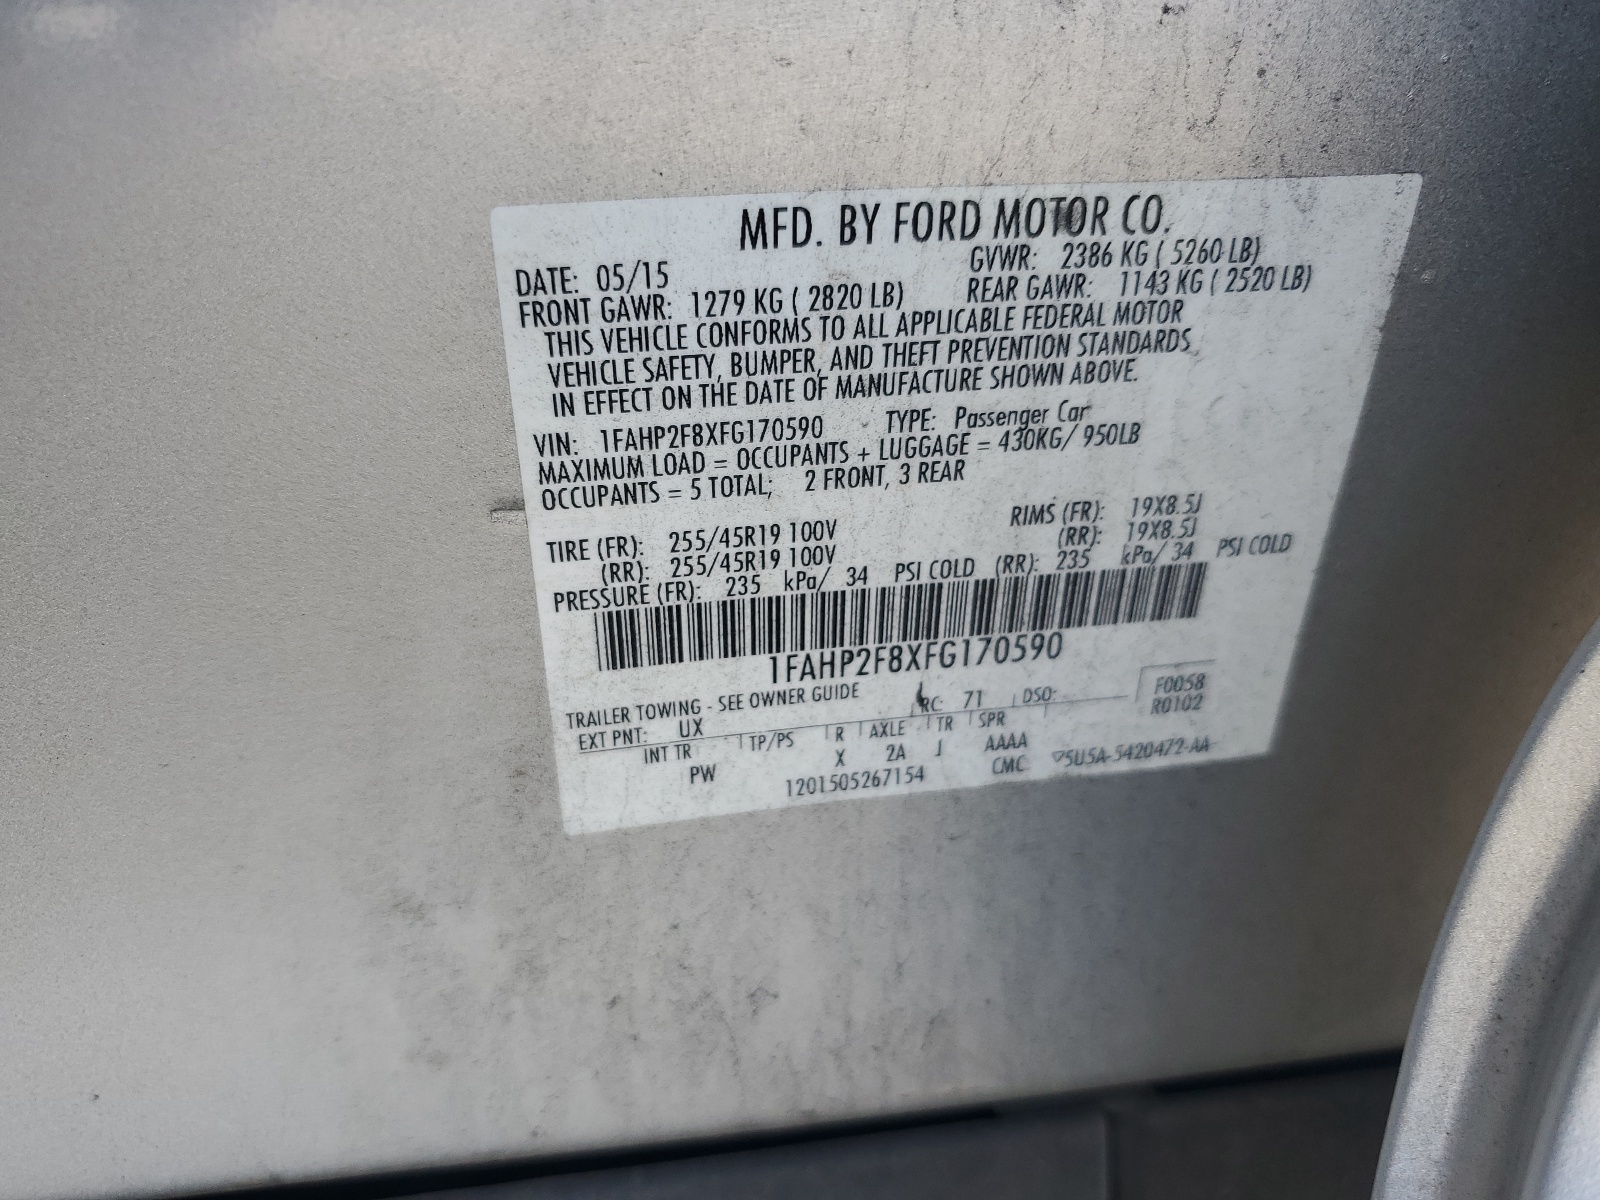 MFD. BY FORD MOTOR CO.
DATE: 05/15 GVWR: 2386 KG ( 5260 LB)
FRONT GAWR: 1279 KG ( 2820 LB) REAR GAWR: 1143 KG ( 2520 LB)
THIS VEHICLE CONFORMS TO ALL APPLICABLE FEDERAL MOTOR
VEHICLE SAFETY, BUMPER, AND THEFT PREVENTION STANDARDS
IN EFFECT ON THE DATE OF MANUFACTURE SHOWN ABOVE.
VIN: 1FAHP2F8XFG170590 TYPE: Passenger Car
MAXIMUM LOAD = OCCUPANTS + LUGGAGE = 430KG/ 950LB
OCCUPANTS = 5 TOTAL; 2 FRONT, 3 REAR
TIRE (FR): 255/45R19 100V RIMS (FR): 19X8.5J
(RR): 255/45R19 100V (RR): 19X8.5J
PRESSURE (FR): 235 kPa/ 34 PSI COLD (RR): 235 kPa/ 34 PSI COLD
1FAHP2F8XFG170590
TRAILER TOWING - SEE OWNER GUIDE
EXT PNT: UX RC: 71 DSO: F0058
R0102
INT TR TP/PS R AXLE TR SPR
PW X 2A J AAAA
1201505267154 CMC ▽5U5A-5420472-AA